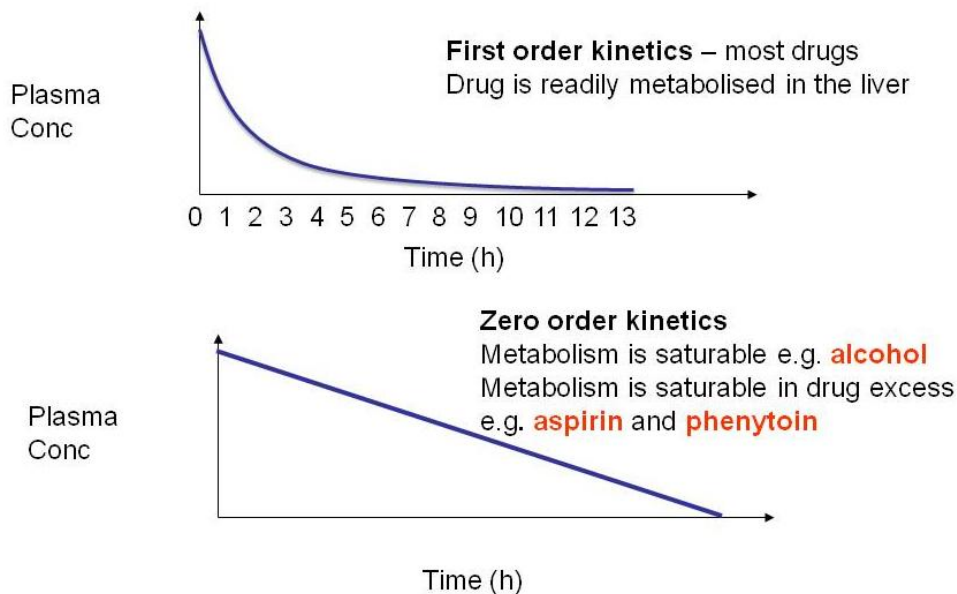 First order kinetics – most drugs
Drug is readily metabolised in the liver
Plasma
Conc
0 1 2 3 4 5 6 7 8 9 10 11 12 13
Time (h)
Zero order kinetics
Metabolism is saturable e.g. alcohol
Metabolism is saturable in drug excess
e.g. aspirin and phenytoin
Plasma
Conc
Time (h)